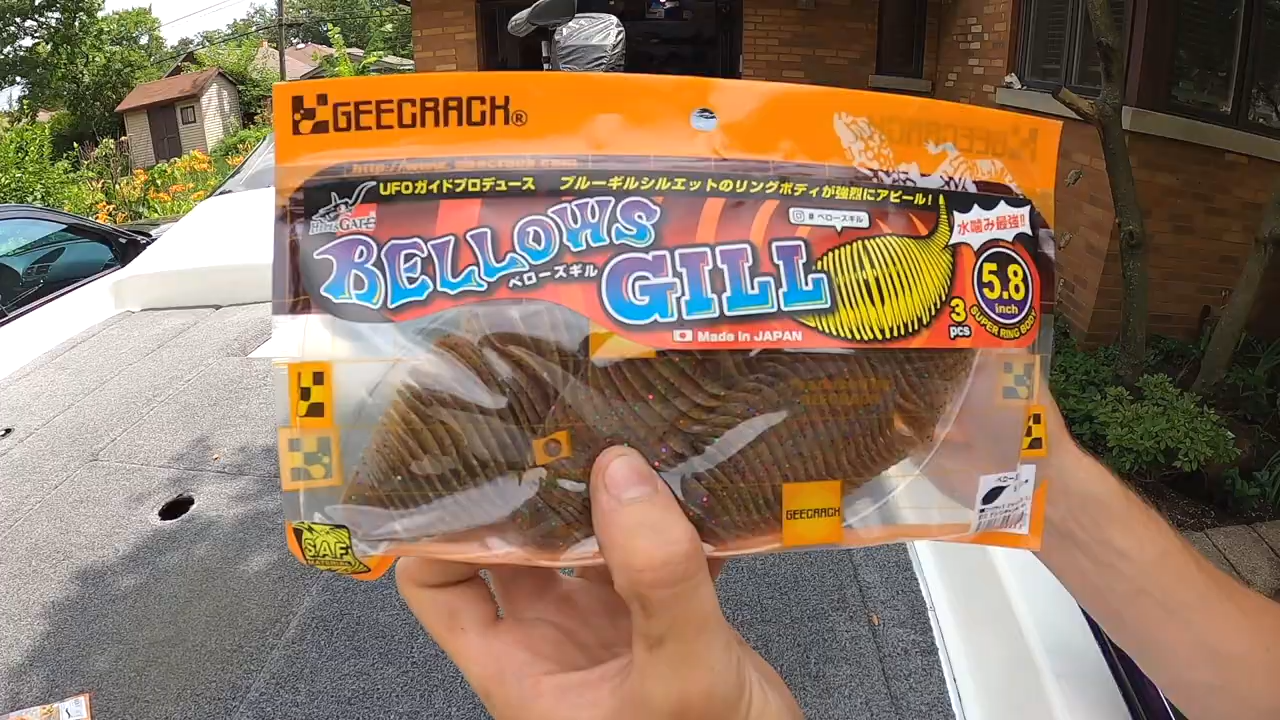 GEECRACK®
UFOガイドプロデュース ブルーギルシルエットのリングボディが強烈にアピール!
BELLOWS
ベローズギル
GILL
#ベローズギル
水噛み最強!!
5.8
inch
SUPER RING BODY
3
pcs
Made in JAPAN
SAF
MATERIAL
GEECRACK